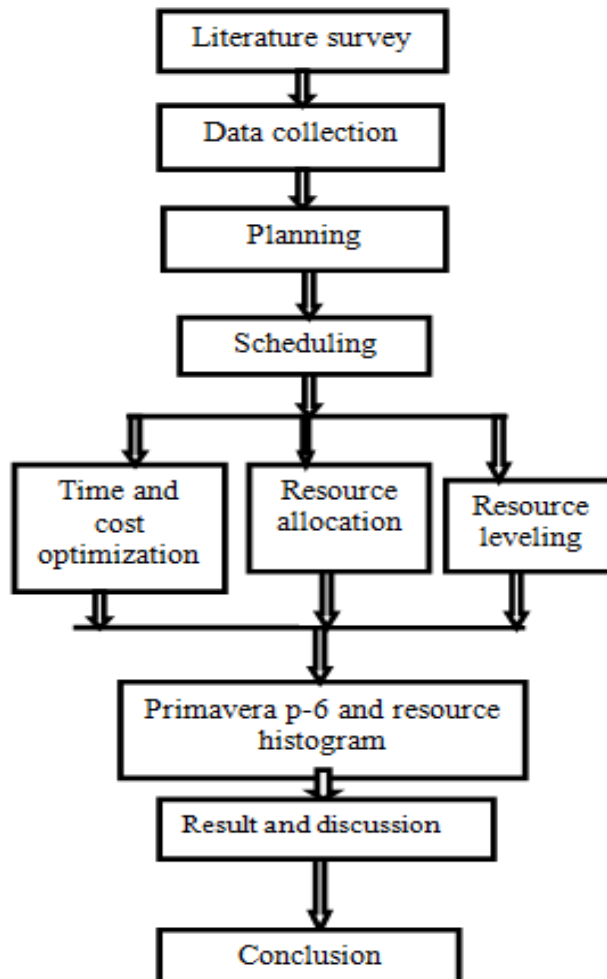 Literature survey
Data collection
Planning
Scheduling
Time and
cost
optimization
Resource
allocation
Resource
leveling
Primavera p-6 and resource
histogram
Result and discussion
Conclusion